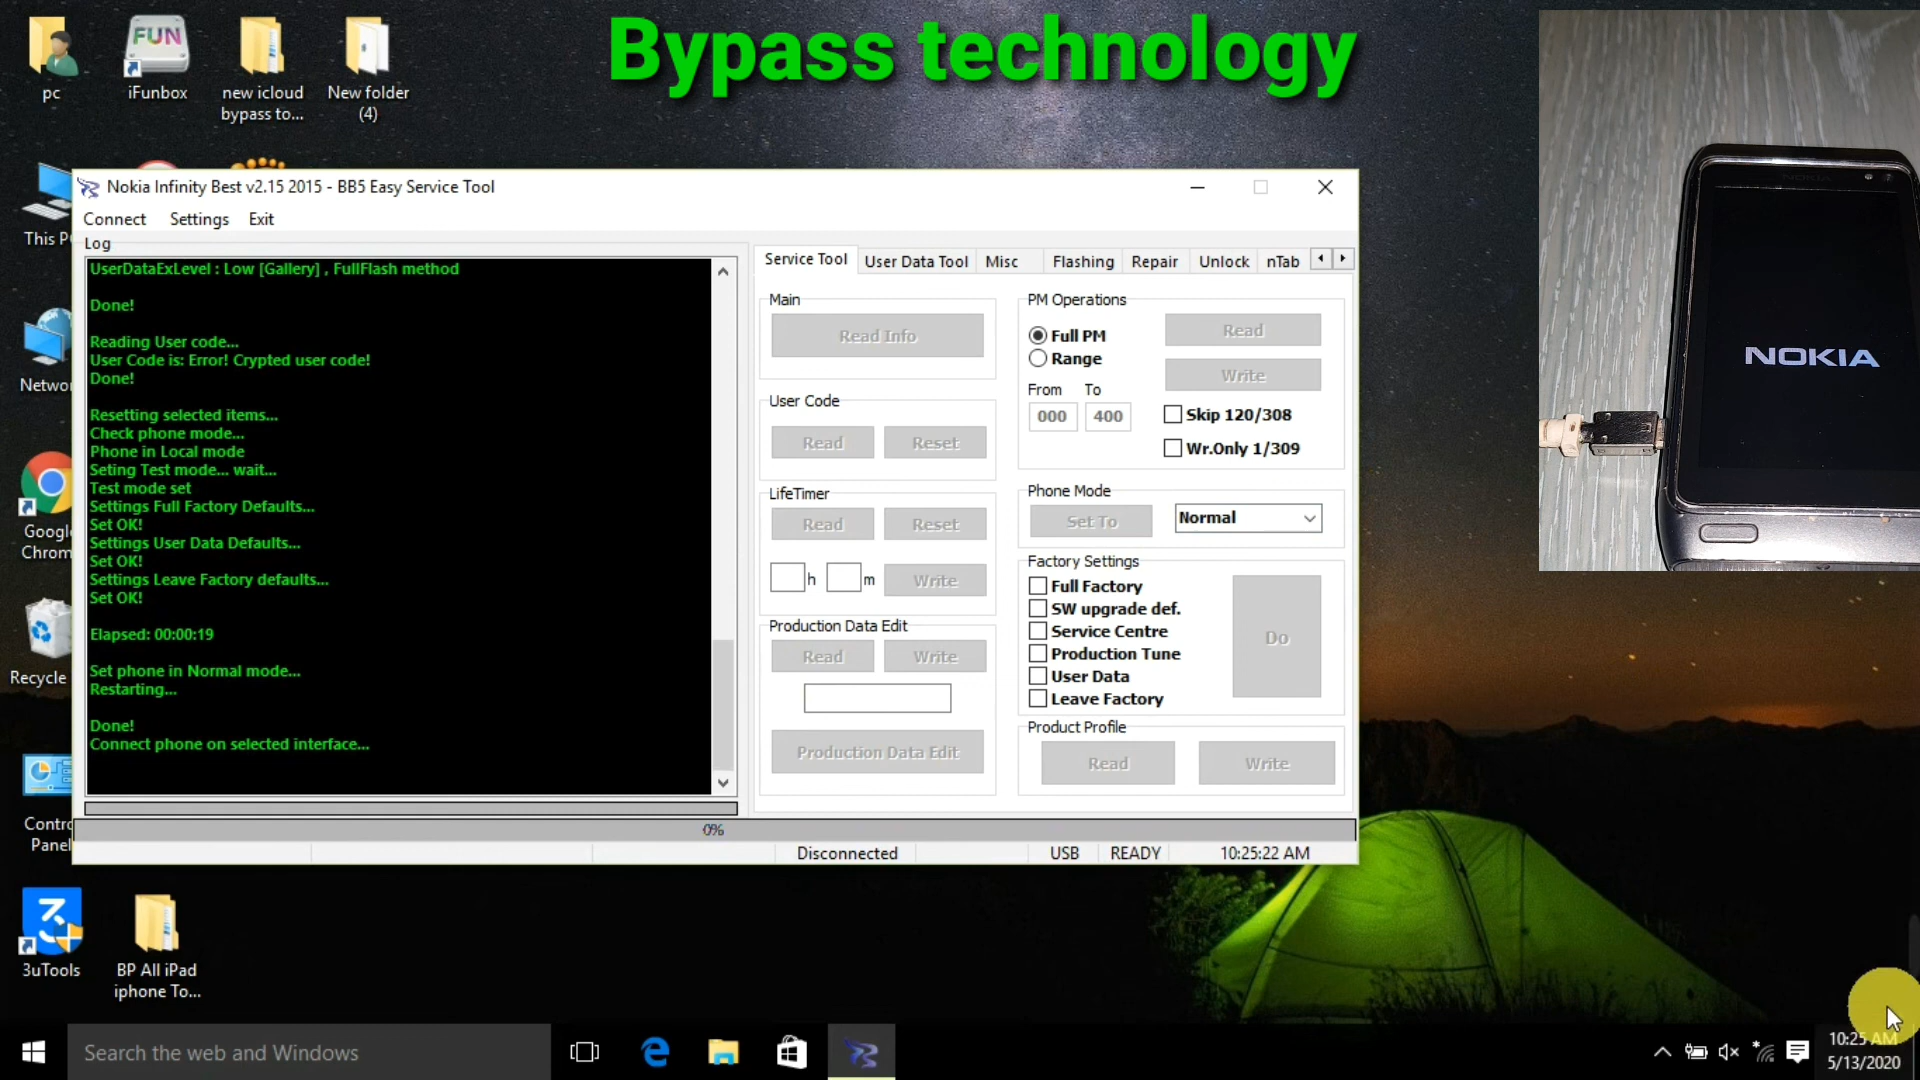 Bypass technology
pc
iFunbox
new icloud
bypass to...
New folder
(4)
FUN
This P
Netwo
Google
Chrom
Recycle
Contro
Panel
3uTools
BP All iPad
iphone To...
Nokia Infinity Best v2.15 2015 - BB5 Easy Service Tool
Connect
Settings
Exit
Log
UserDataExLevel : Low [Gallery] , FullFlash method
Done!
Reading User code...
User Code is: Error! Crypted user code!
Done!
Resetting selected items...
Check phone mode...
Phone in Local mode
Seting Test mode... wait...
Test mode set
Settings Full Factory Defaults...
Set OK!
Settings User Data Defaults...
Set OK!
Settings Leave Factory defaults...
Set OK!
Elapsed: 00:00:19
Set phone in Normal mode...
Restarting...
Done!
Connect phone on selected interface...
Service Tool
User Data Tool
Misc
Flashing
Repair
Unlock
nTab
Main
Read Info
User Code
Read
Reset
LifeTimer
Read
Reset
h
m
Write
Production Data Edit
Read
Write
Production Data Edit
PM Operations
Full PM
Range
Read
Write
From
To
000
400
Skip 120/308
Wr.Only 1/309
Phone Mode
Set To
Normal
Factory Settings
Full Factory
SW upgrade def.
Service Centre
Production Tune
User Data
Leave Factory
Do
Product Profile
Read
Write
0%
Disconnected
USB
READY
10:25:22 AM
NOKIA
NOKIA
Search the web and Windows
10:25 AM
5/13/2020